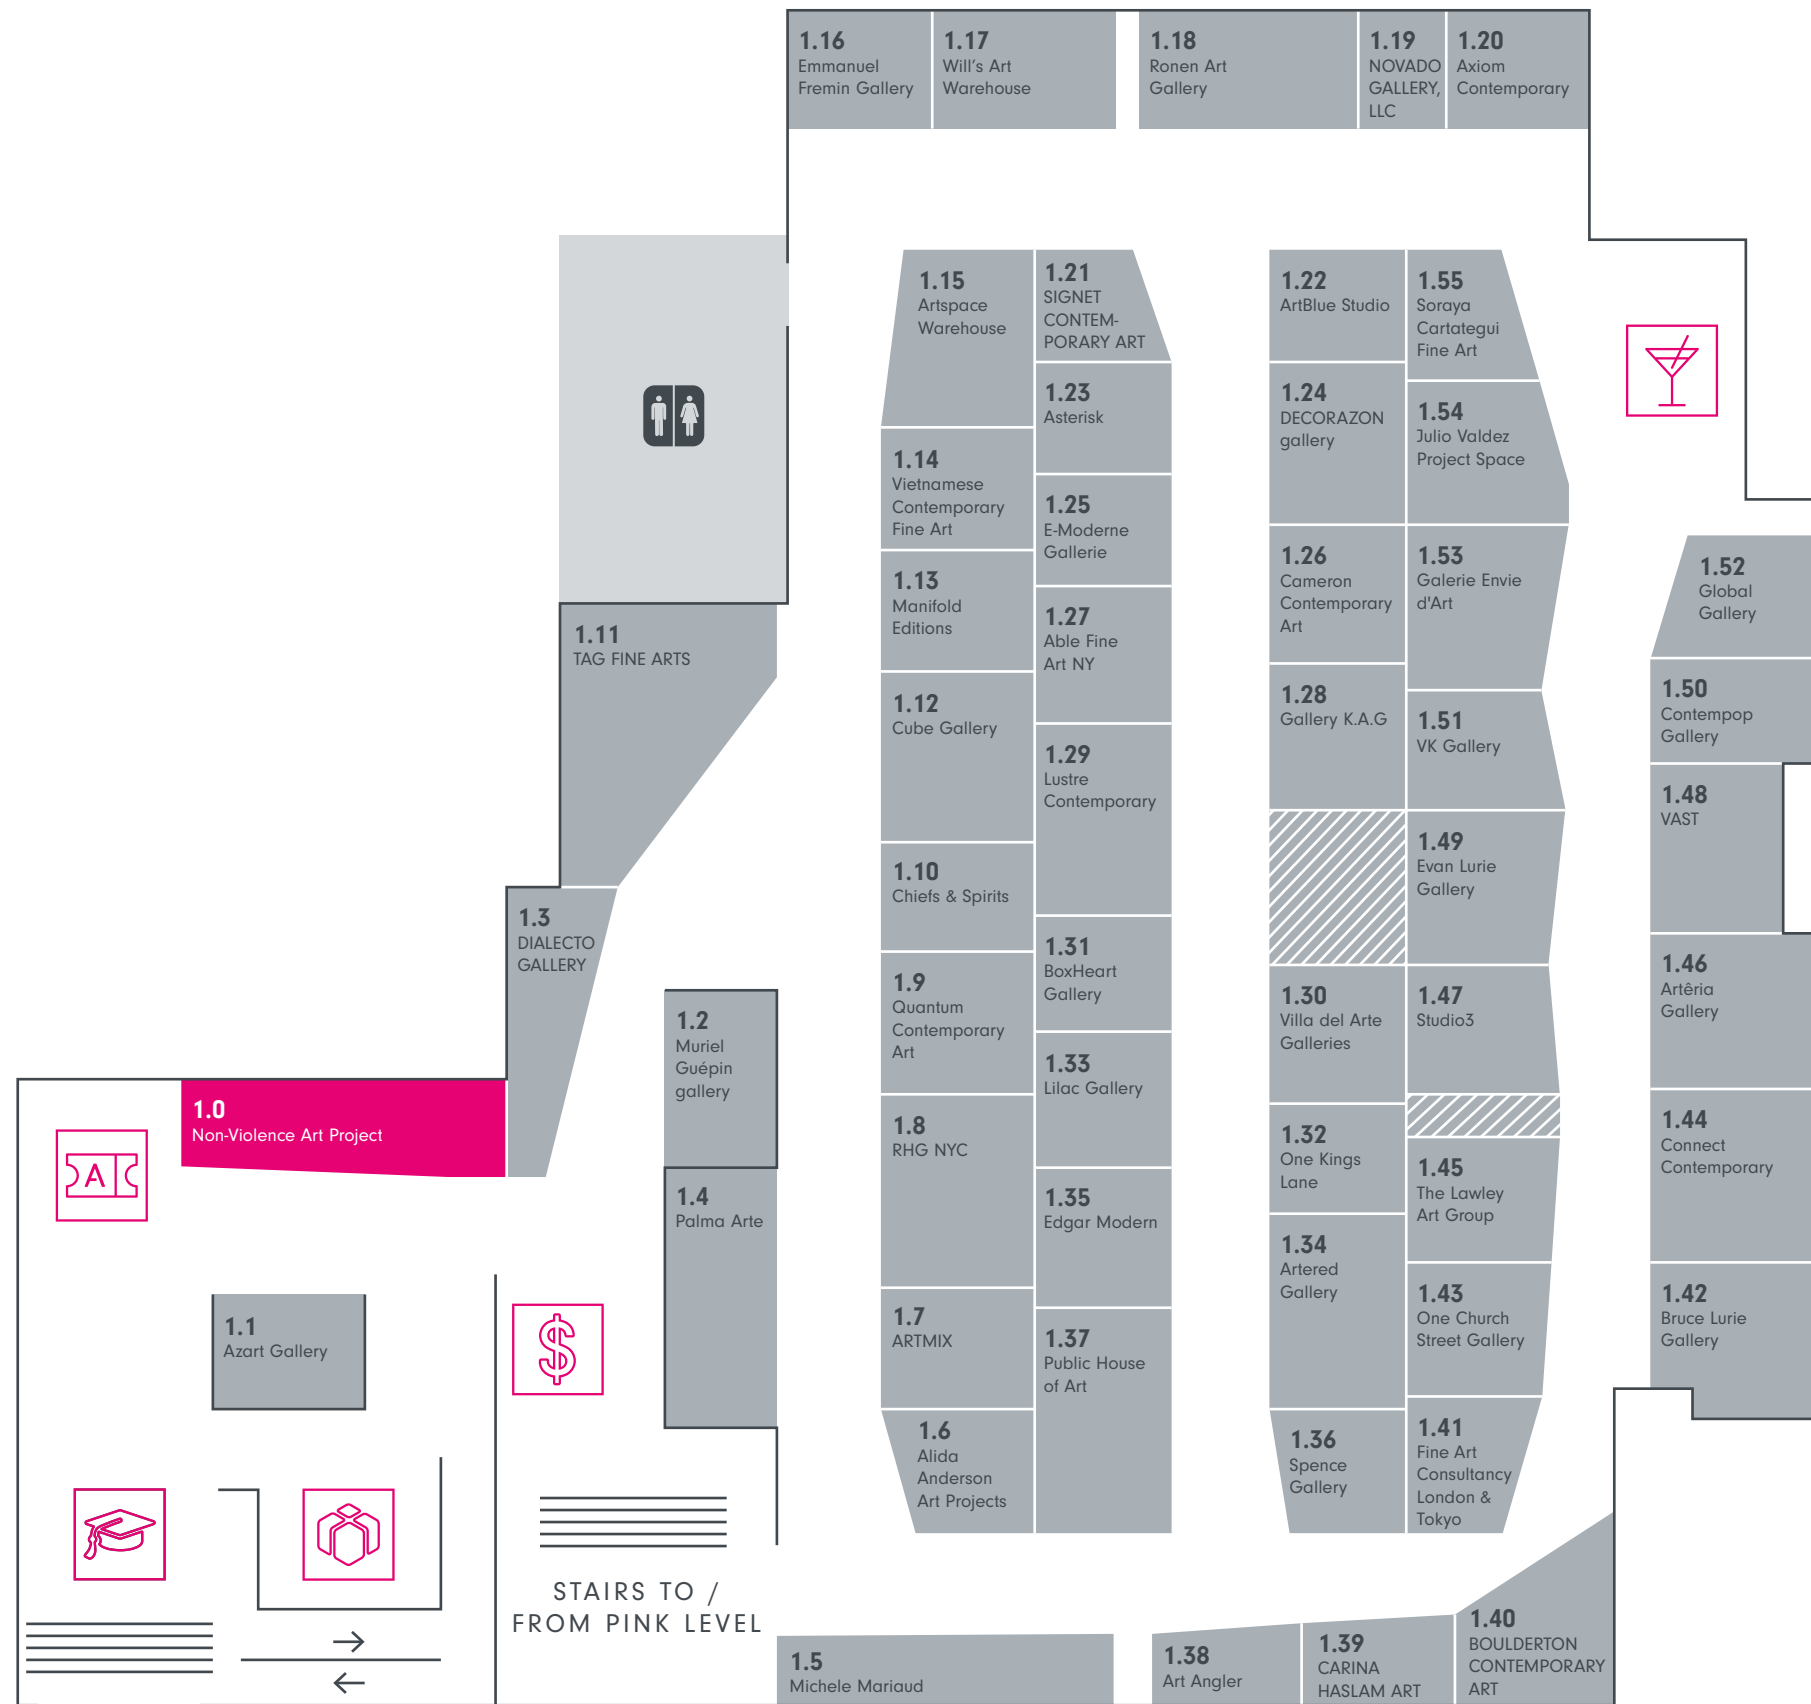 1.16
Emmanuel
Fremin Gallery
1.17
Will's Art
Warehouse
1.18
Ronen Art
Gallery
1.19
NOVADO
GALLERY,
LLC
1.20
Axiom
Contemporary
1.15
Artspace
Warehouse
1.21
SIGNET
CONTEM-
PORARY ART
1.22
ArtBlue Studio
1.55
Soraya
Cartategui
Fine Art
1.23
Asterisk
1.24
DECORAZON
gallery
1.54
Julio Valdez
Project Space
1.14
Vietnamese
Contemporary
Fine Art
1.25
E-Moderne
Gallerie
1.26
Cameron
Contemporary
Art
1.53
Galerie Envie
d'Art
1.52
Global
Gallery
1.13
Manifold
Editions
1.27
Able Fine
Art NY
1.11
TAG FINE ARTS
1.12
Cube Gallery
1.28
Gallery K.A.G
1.51
VK Gallery
1.50
Contempop
Gallery
1.29
Lustre
Contemporary
1.48
VAST
1.10
Chiefs & Spirits
1.49
Evan Lurie
Gallery
1.3
DIALECTO
GALLERY
1.31
BoxHeart
Gallery
1.46
Artêria
Gallery
1.9
Quantum
Contemporary
Art
1.30
Villa del Arte
Galleries
1.47
Studio3
1.2
Muriel
Guépin
gallery
1.33
Lilac Gallery
1.0
Non-Violence Art Project
A
1.8
RHG NYC
1.32
One Kings
Lane
1.44
Connect
Contemporary
1.4
Palma Arte
1.35
Edgar Modern
1.45
The Lawley
Art Group
1.34
Artered
Gallery
1.43
One Church
Street Gallery
1.42
Bruce Lurie
Gallery
1.1
Azart Gallery
$
1.7
ARTMIX
1.37
Public House
of Art
1.6
Alida
Anderson
Art Projects
1.36
Spence
Gallery
1.41
Fine Art
Consultancy
London &
Tokyo
STAIRS TO /
FROM PINK LEVEL
1.5
Michele Mariaud
1.38
Art Angler
1.39
CARINA
HASLAM ART
1.40
BOULDERTON
CONTEMPORARY
ART